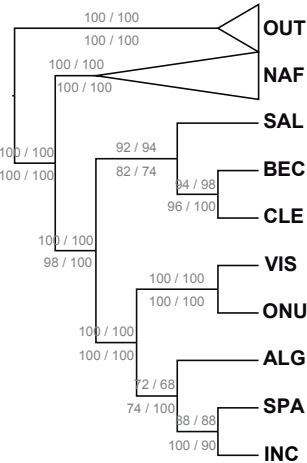 100 / 100
OUT
100 / 100
100 / 100
NAF
100 / 100
SAL
92 / 94
100 / 100
82 / 74
100 / 100
BEC
94 / 98
96 / 100
CLE
100 / 100
98 / 100
VIS
100 / 100
100 / 100
ONU
100 / 100
100 / 100
ALG
72 / 68
74 / 100
SPA
88 / 88
100 / 90
INC